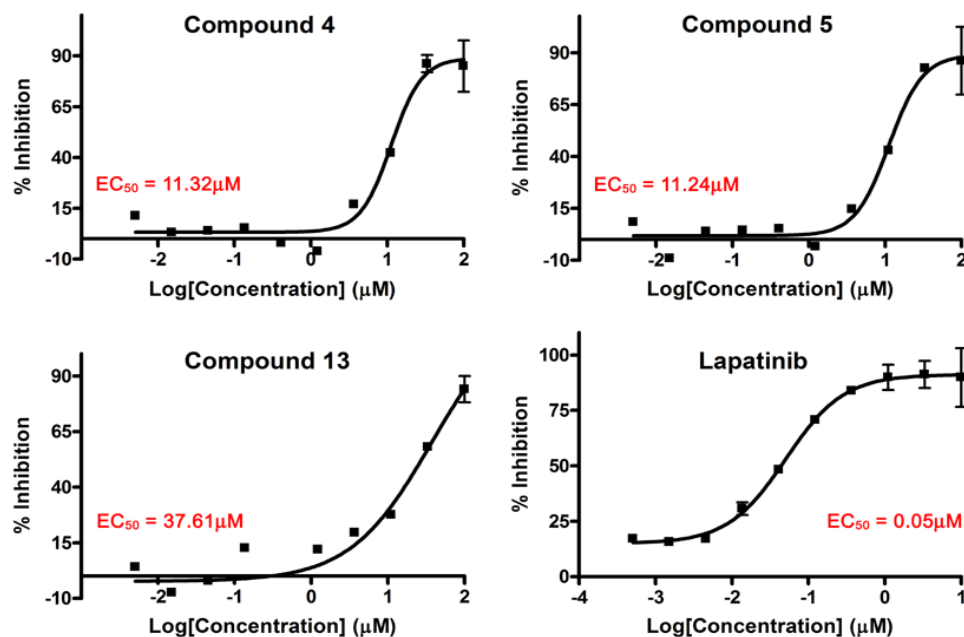 Compound 4
90
65
40
15
-10
% Inhibition
EC₅₀ = 11.32μM
-2
-1
0
1
2
Log[Concentration] (μM)
Compound 5
90
65
40
15
-10
% Inhibition
EC₅₀ = 11.24μM
-2
-1
0
1
2
Log[Concentration] (μM)
Compound 13
90
65
40
15
-10
% Inhibition
EC₅₀ = 37.61μM
-2
-1
0
1
2
Log[Concentration] (μM)
Lapatinib
100
75
50
25
0
% Inhibition
EC₅₀ = 0.05μM
-4
-3
-2
-1
0
1
Log[Concentration] (μM)